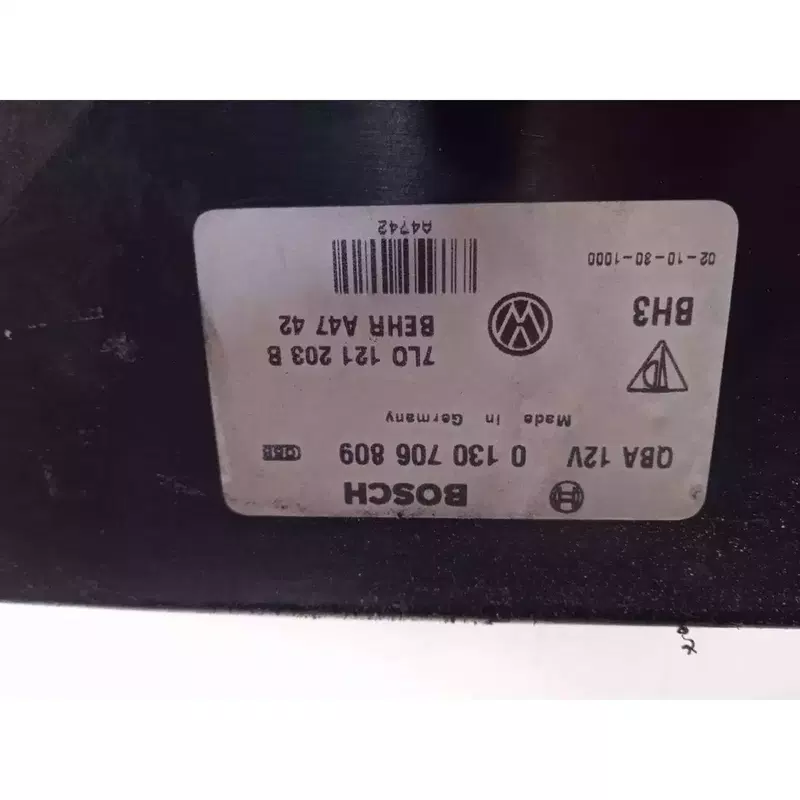 BOSCH
QBA 12V 0 130 706 809
Made in Germany
7L0 121 203 B
BEHR A47 42
BH3
02-10-30-1000
A4742